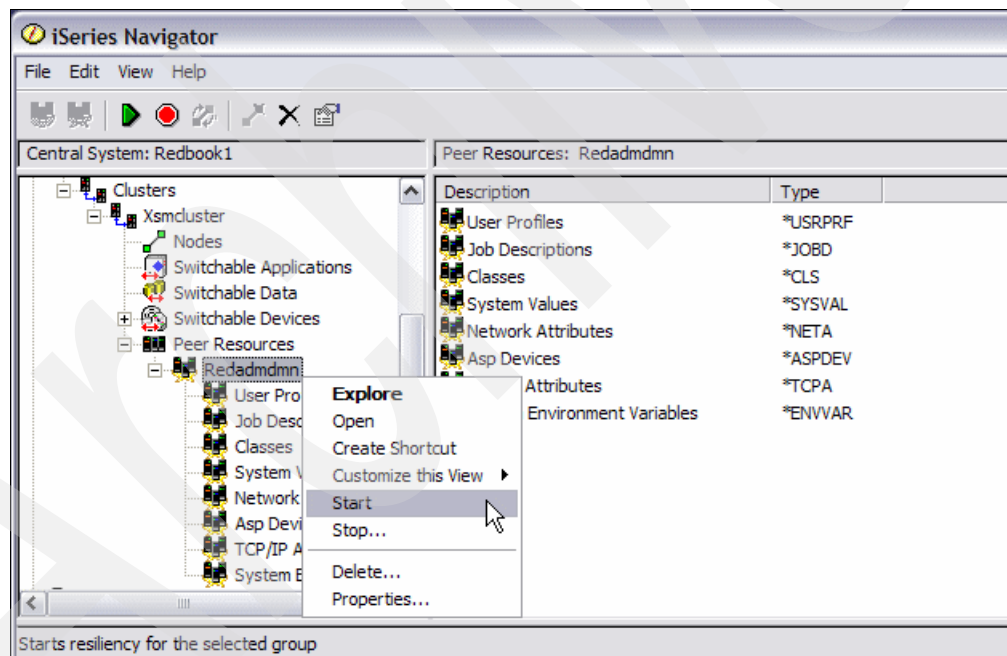 iSeries Navigator
File Edit View Help
Central System: Redbook1
Peer Resources: Redadmdmn
Clusters
Xsmcluster
Nodes
Switchable Applications
Switchable Data
Switchable Devices
Peer Resources
Redadmdmn
User Pro
Job Desc
Classes
System V
Network
Asp Devi
TCP/IP A
System E
Description Type
User Profiles *USRPRF
Job Descriptions *JOBD
Classes *CLS
System Values *SYSVAL
Network Attributes *NETA
Asp Devices *ASPDEV
Attributes *TCPA
Environment Variables *ENVVAR
Explore
Open
Create Shortcut
Customize this View
Start
Stop...
Delete...
Properties...
Starts resiliency for the selected group